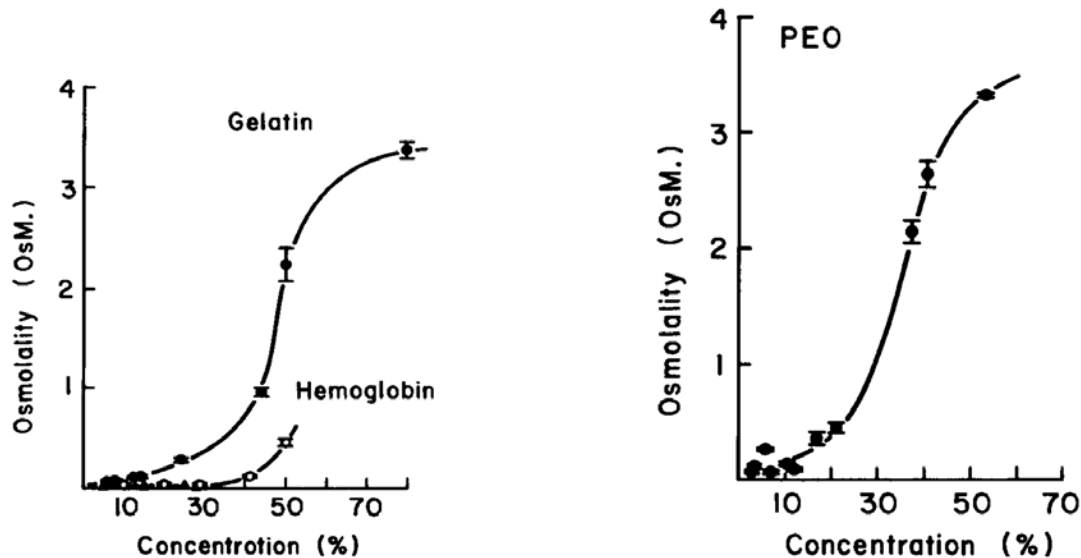 4
3
2
1
10 30 50 70
Osmolality (OsM.)
Gelatin
Hemoglobin
Concentrotion (%)
PEO
4
3
2
1
10 30 50 70
Osmolality (OsM.)
Concentration (%)